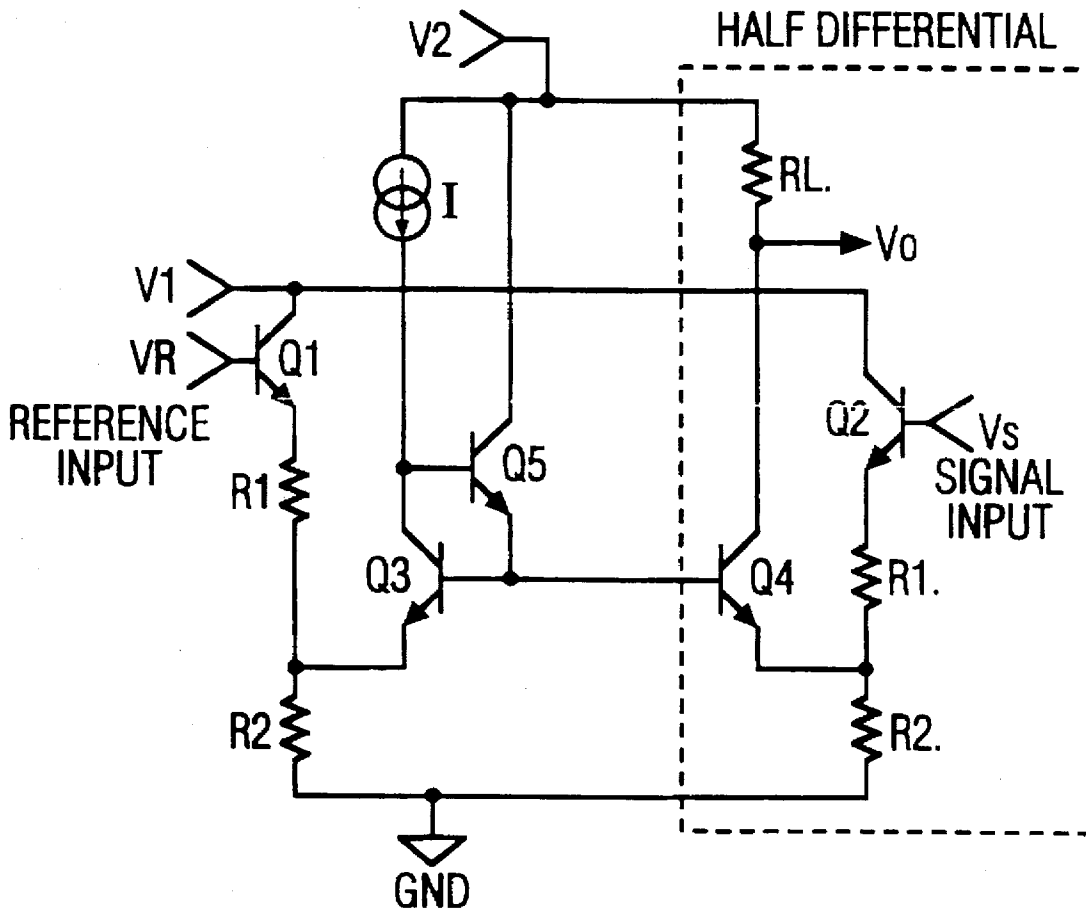 V2
HALF DIFFERENTIAL
I
RL.
Vo
V1
VR
Q1
REFERENCE
INPUT
Q2
Vs
SIGNAL
INPUT
R1
Q5
Q3
Q4
R1.
R2
R2.
GND